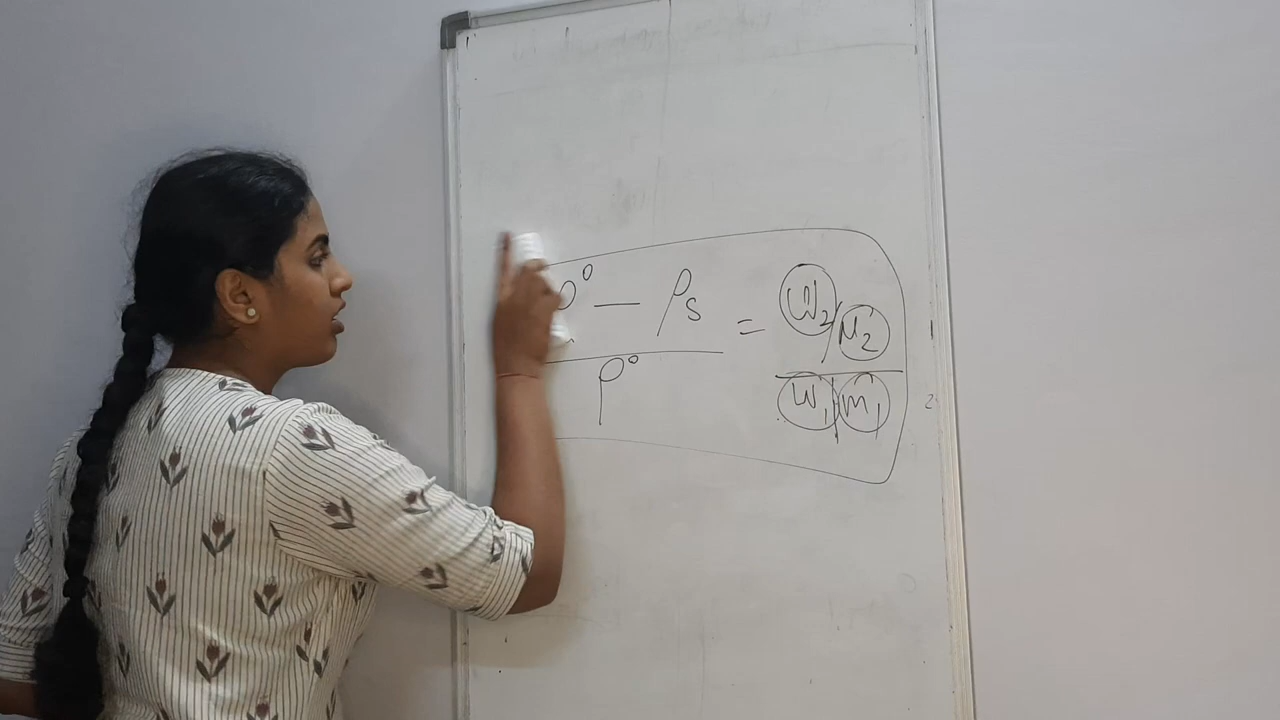 P° — Ps = W2/M2
P° W1/M1